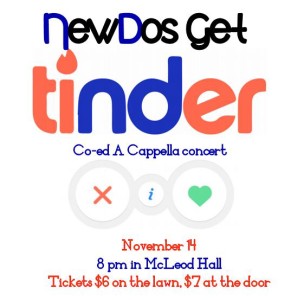 NewDos Get
tinder
Co-ed A Cappella concert
i
November 14
8 pm in McLeod Hall
Tickets $6 on the lawn, $7 at the door